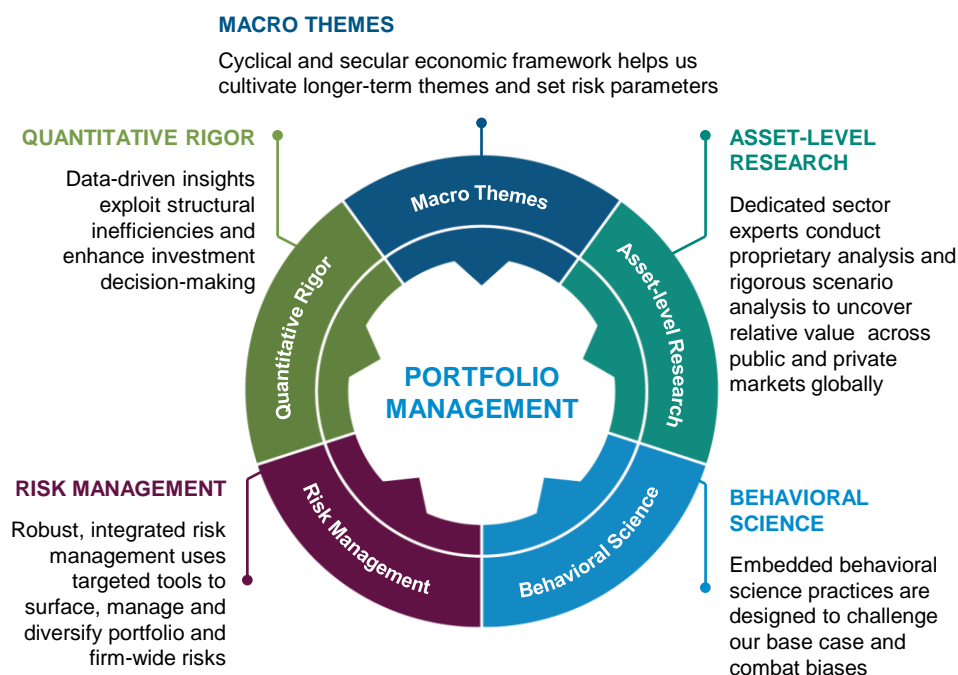 MACRO THEMES
Cyclical and secular economic framework helps us
cultivate longer-term themes and set risk parameters
QUANTITATIVE RIGOR
Data-driven insights
exploit structural
inefficiencies and
enhance investment
decision-making
ASSET-LEVEL
RESEARCH
Dedicated sector
experts conduct
proprietary analysis and
rigorous scenario
analysis to uncover
relative value across
public and private
markets globally
Macro Themes
Quantitative Rigor
Asset-level Research
PORTFOLIO
MANAGEMENT
Risk Management
Behavioral Science
RISK MANAGEMENT
Robust, integrated risk
management uses
targeted tools to
surface, manage and
diversify portfolio and
firm-wide risks
BEHAVIORAL
SCIENCE
Embedded behavioral
science practices are
designed to challenge
our base case and
combat biases